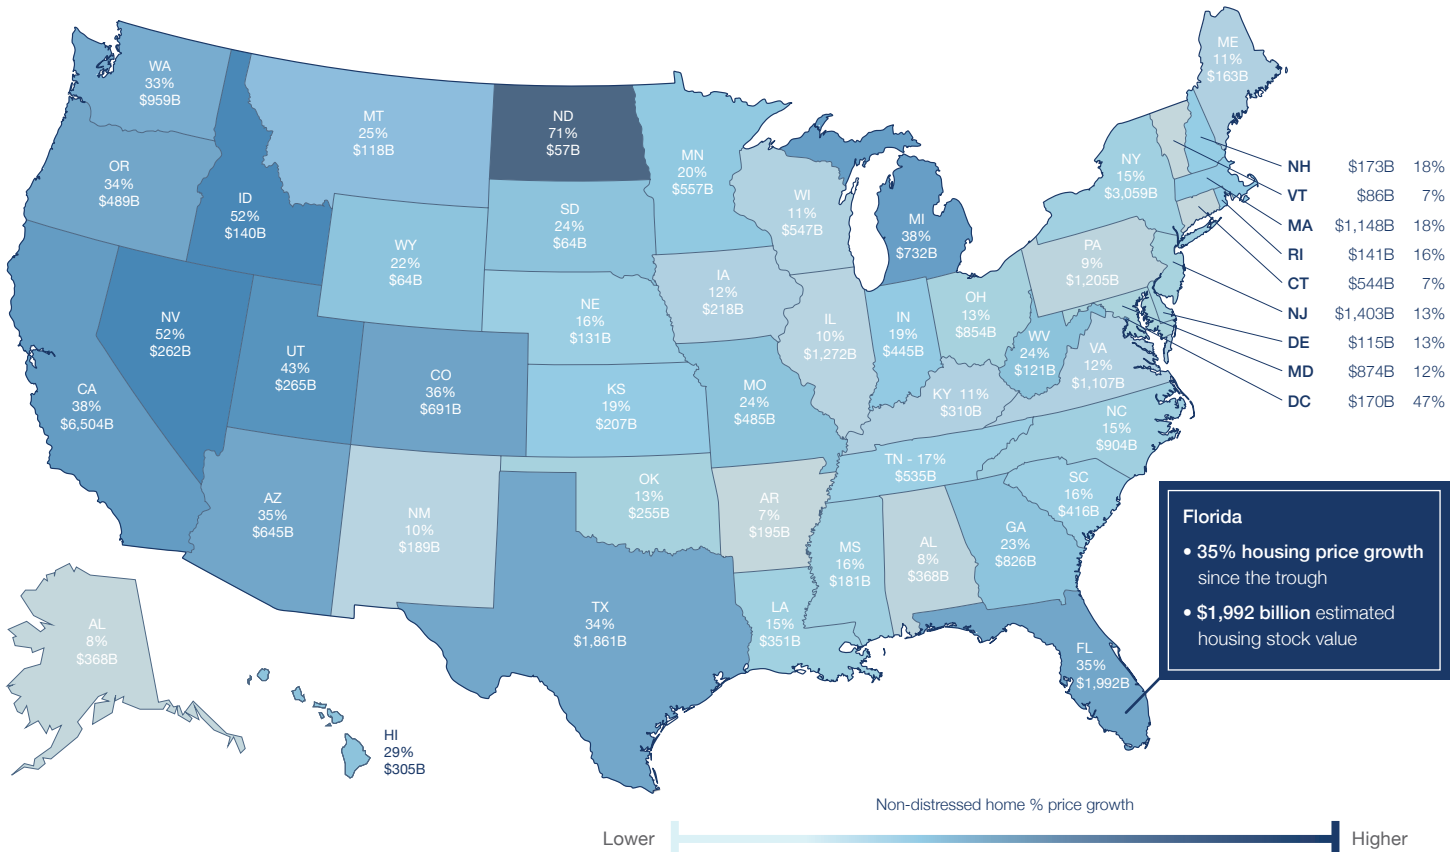 WA
33%
$959B
OR
34%
$489B
CA
38%
$6,504B
NV
52%
$262B
ID
52%
$140B
MT
25%
$118B
WY
22%
$64B
UT
43%
$265B
CO
36%
$691B
AZ
35%
$645B
NM
10%
$189B
ND
71%
$57B
SD
24%
$64B
NE
16%
$131B
KS
19%
$207B
OK
13%
$255B
TX
34%
$1,861B
MN
20%
$557B
IA
12%
$218B
MO
24%
$485B
AR
7%
$195B
LA
15%
$351B
WI
11%
$547B
IL
10%
$1,272B
MI
38%
$732B
IN
19%
$445B
OH
13%
$854B
KY 11%
$310B
TN - 17%
$535B
MS
16%
$181B
AL
8%
$368B
GA
23%
$826B
FL
35%
$1,992B
SC
16%
$416B
NC
15%
$904B
VA
12%
$1,107B
WV
24%
$121B
PA
9%
$1,205B
NY
15%
$3,059B
ME
11%
$163B
NH $173B 18%
VT $86B 7%
MA $1,148B 18%
RI $141B 16%
CT $544B 7%
NJ $1,403B 13%
DE $115B 13%
MD $874B 12%
DC $170B 47%
AL
8%
$368B
HI
29%
$305B
Florida
• 35% housing price growth
since the trough
• $1,992 billion estimated
housing stock value
Non-distressed home % price growth
Lower
Higher